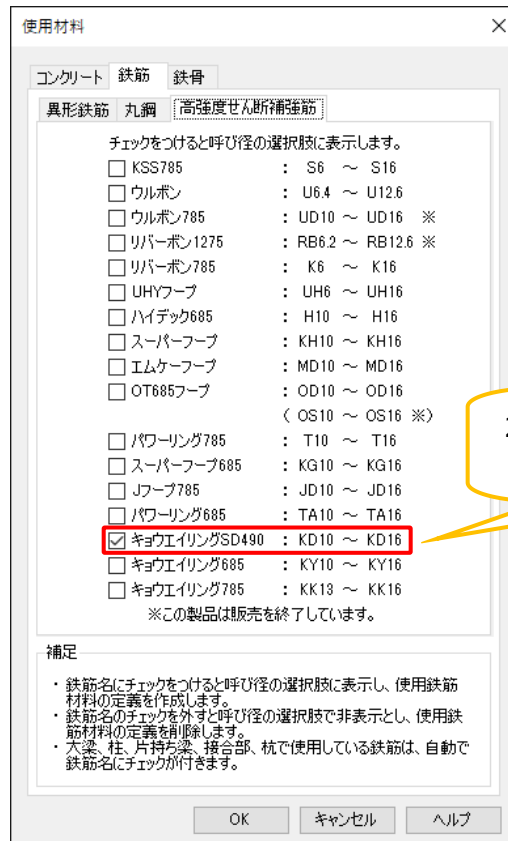 使用材料
コンクリート 鉄筋 鉄骨
異形鉄筋 丸鋼 高強度せん断補強筋
チェックをつけると呼び径の選択肢に表示します。
KSS785 : S6 ～ S16
ウルボン : U6.4 ～ U12.6
ウルボン785 : UD10 ～ UD16 ※
リバーボン1275 : RB6.2 ～ RB12.6 ※
リバーボン785 : K6 ～ K16
UHYフープ : UH6 ～ UH16
ハイデック685 : H10 ～ H16
スーパーフープ : KH10 ～ KH16
エムケーフープ : MD10 ～ MD16
OT685フープ : OD10 ～ OD16
( OS10 ～ OS16 ※)
パワーリング785 : T10 ～ T16
スーパーフープ685 : KG10 ～ KG16
Jフープ785 : JD10 ～ JD16
パワーリング685 : TA10 ～ TA16
キョウエイリングSD490 : KD10 ～ KD16
キョウエイリング685 : KY10 ～ KY16
キョウエイリング785 : KK13 ～ KK16
※この製品は販売を終了しています。
補足
・ 鉄筋名にチェックをつけると呼び径の選択肢に表示し、使用鉄筋
材料の定義を作成します。
・ 鉄筋名のチェックを外すと呼び径の選択肢で非表示とし、使用鉄
筋材料の定義を削除します。
・ 大梁、柱、片持ち梁、接合部、杭で使用している鉄筋は、自動で
鉄筋名にチェックが付きます。
OK キャンセル ヘルプ